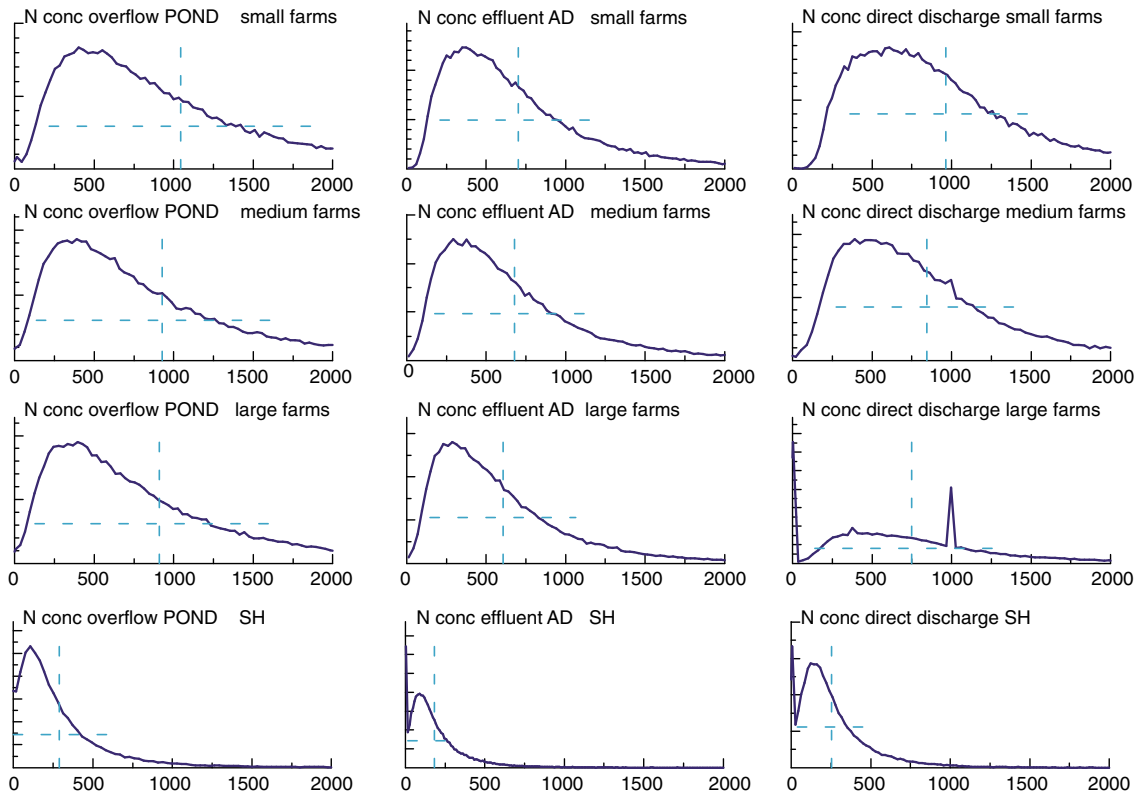 N conc overflow POND small farms
N conc effluent AD small farms
N conc direct discharge small farms
0 500 1000 1500 2000
0 500 1000 1500 2000
0 500 1000 1500 2000
N conc overflow POND medium farms
N conc effluent AD medium farms
N conc direct discharge medium farms
0 500 1000 1500 2000
0 500 1000 1500 2000
0 500 1000 1500 2000
N conc overflow POND large farms
N conc effluent AD large farms
N conc direct discharge large farms
0 500 1000 1500 2000
0 500 1000 1500 2000
0 500 1000 1500 2000
N conc overflow POND SH
N conc effluent AD SH
N conc direct discharge SH
0 500 1000 1500 2000
0 500 1000 1500 2000
0 500 1000 1500 2000